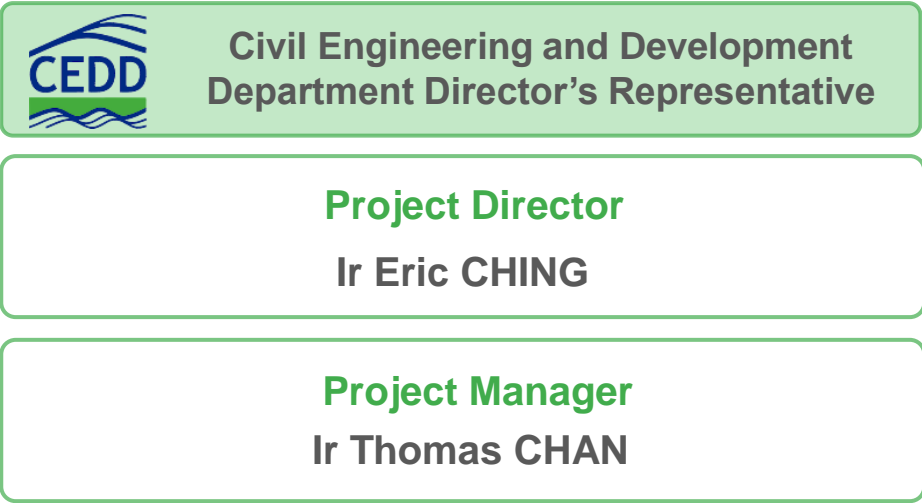 CEDD
Civil Engineering and Development
Department Director’s Representative
Project Director
Ir Eric CHING
Project Manager
Ir Thomas CHAN